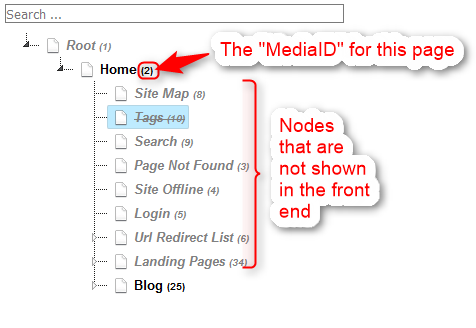 Search ...
Root (1)
Home (2)
The "MediaID" for this page
Site Map (8)
Tags (10)
Search (9)
Page Not Found (3)
Site Offline (4)
Login (5)
Url Redirect List (6)
Landing Pages (34)
Blog (25)
Nodes
that are
not shown
in the front
end